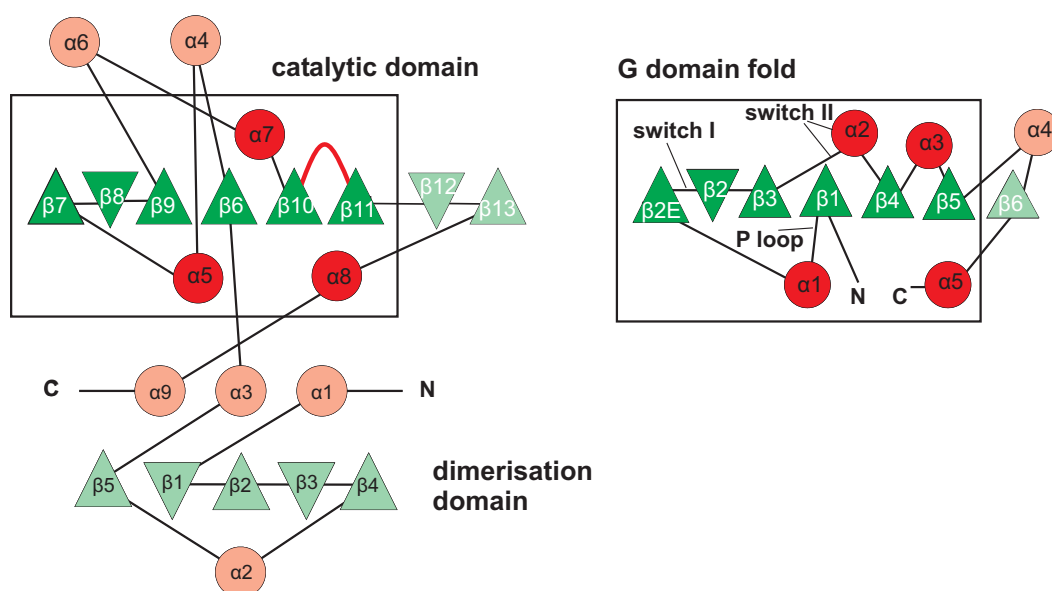 α6
α4
catalytic domain
α7
β7
β8
β9
β6
β10
β11
β12
β13
α5
α8
C
α9
α3
α1
N
β5
β1
β2
β3
β4
dimerisation
domain
α2
G domain fold
switch II
switch I
α2
α3
α4
β2E
β2
β3
β1
β4
β5
β6
P loop
α1
N
C
α5